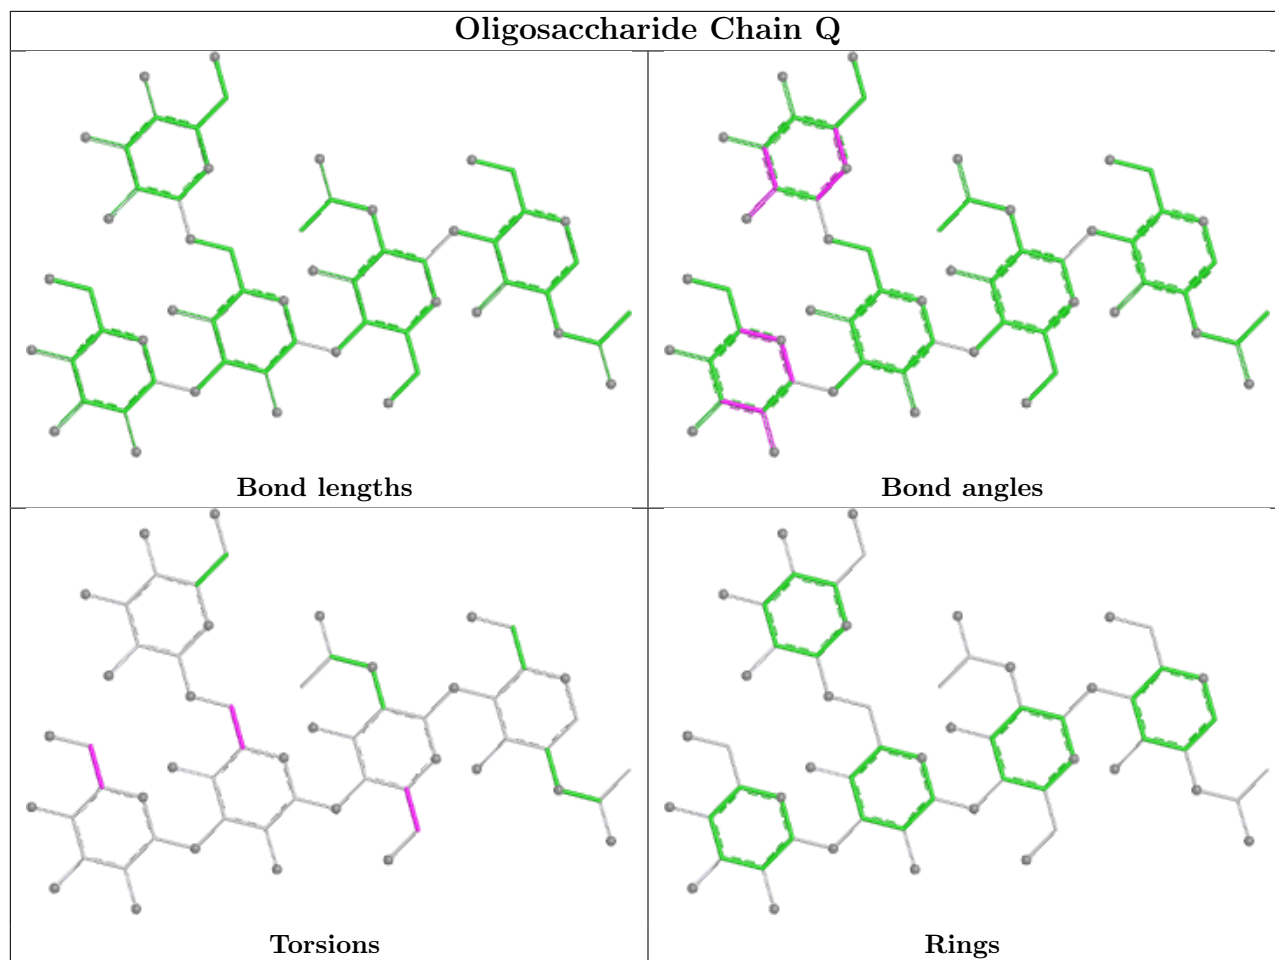 Oligosaccharide Chain Q
Bond lengths
Bond angles
Torsions
Rings